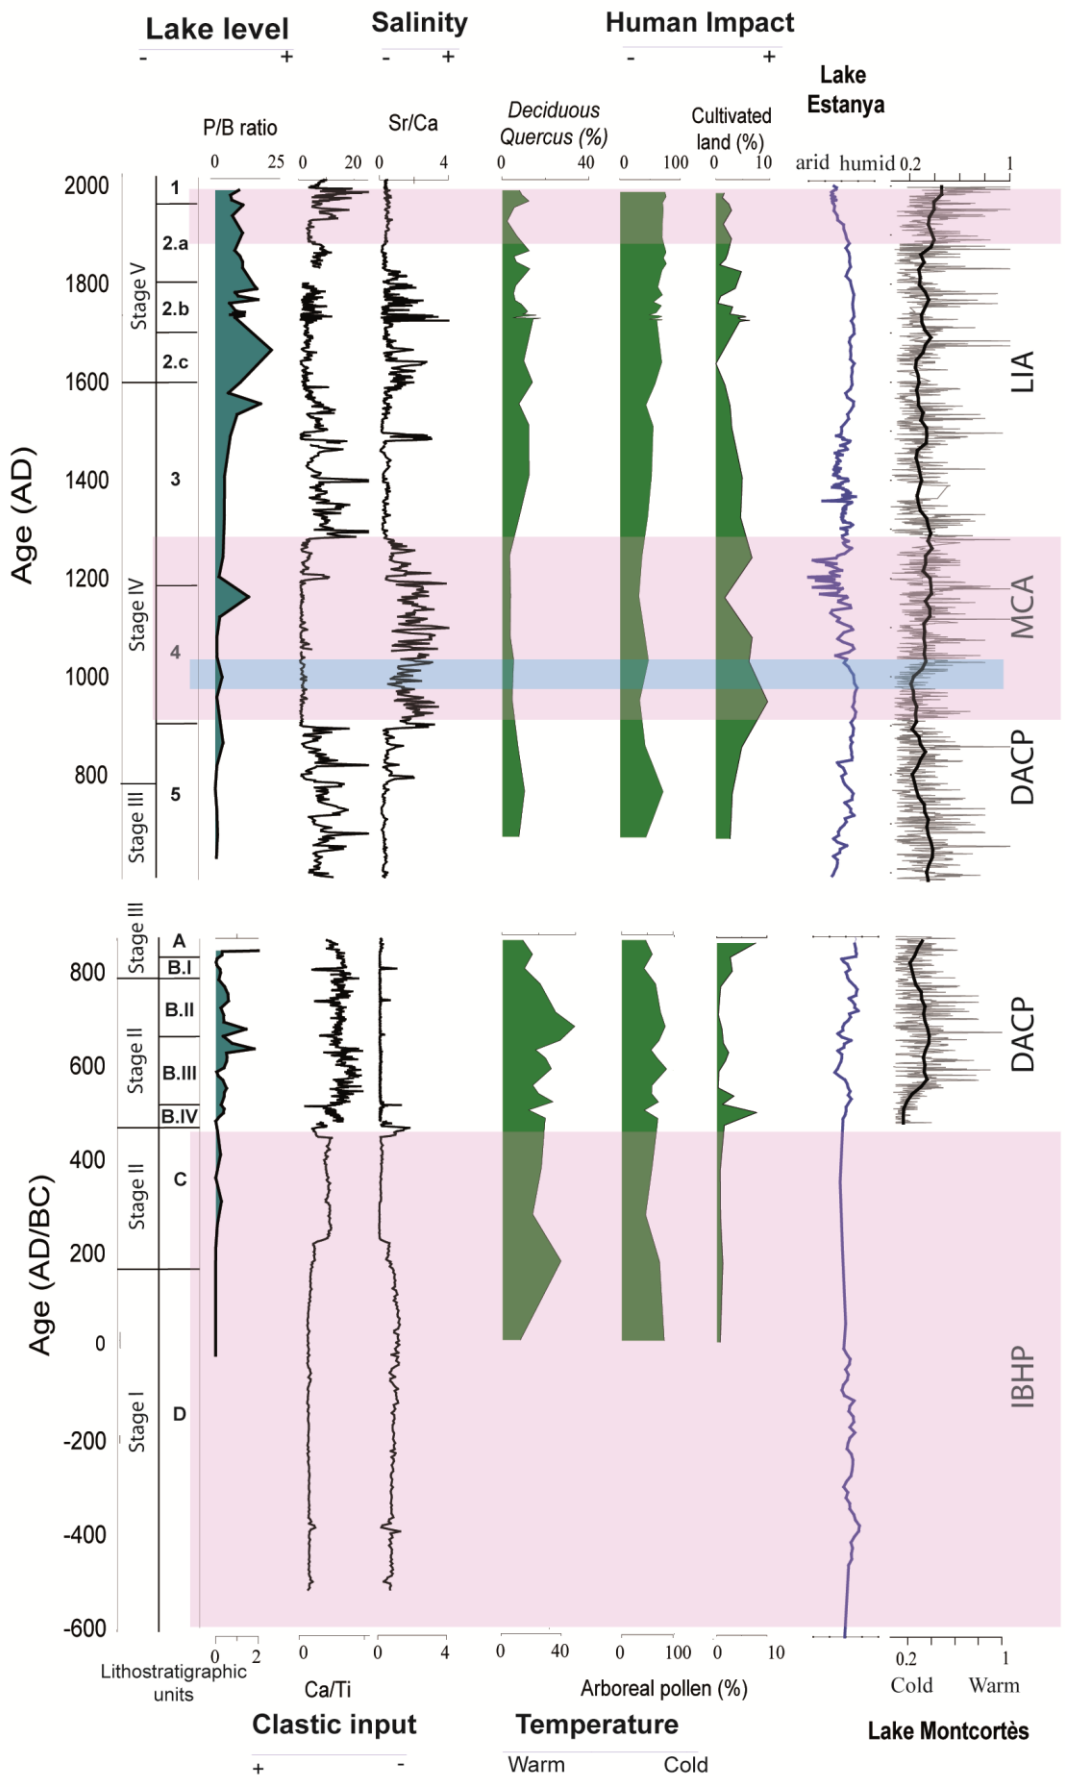 Lake level
Salinity
Human Impact
- +
- +
- +
Lake
Estanya
P/B ratio
Sr/Ca
Deciduous
Quercus (%)
Cultivated
land (%)
0 25
0 20
0 4
0 40
0 100
0 10
arid humid
0.2 1
Age (AD)
2000
1800
1600
1400
1200
1000
800
Stage V
Stage IV
Stage III
1
2.a
2.b
2.c
3
4
5
LIA
MCA
DACP
Age (AD/BC)
800
600
400
200
0
-200
-400
-600
Stage III
Stage II
Stage II
Stage I
A
B.I
B.II
B.III
B.IV
C
D
DACP
IBHP
0 2
0
0 4
0 40
0 100
0 10
0.2 1
Lithostratigraphic
units
Ca/Ti
Arboreal pollen (%)
Cold Warm
Clastic input
Temperature
Lake Montcortès
+ -
Warm Cold